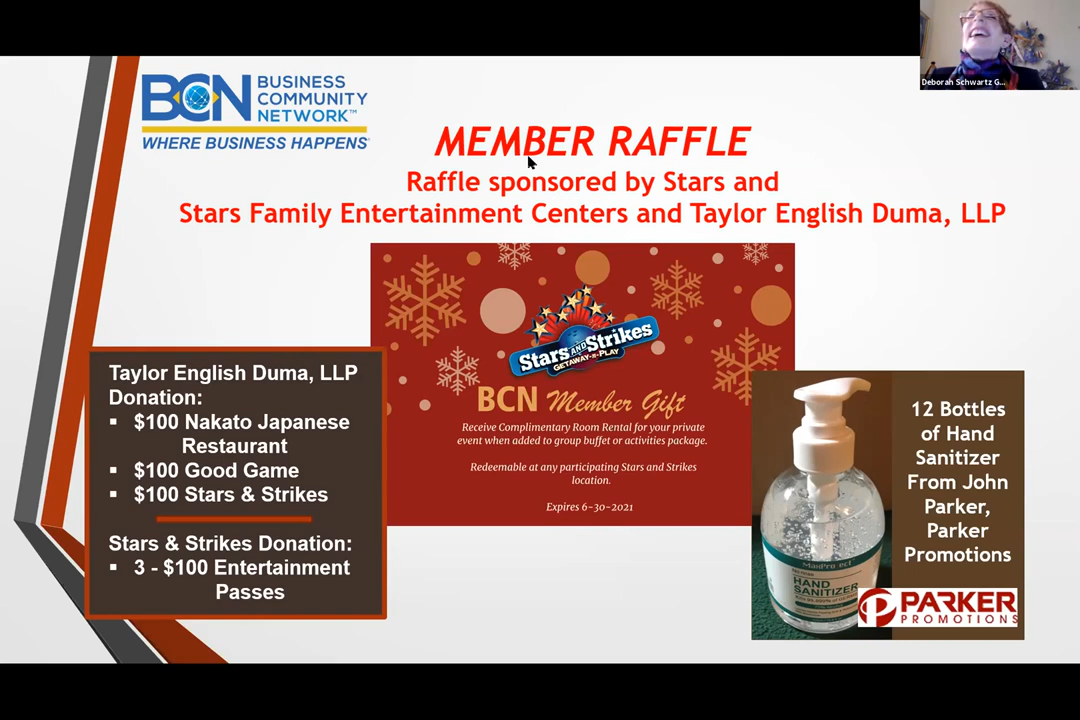 Deborah Schwartz G...
BCN BUSINESS
COMMUNITY
NETWORK™
WHERE BUSINESS HAPPENS
MEMBER RAFFLE
Raffle sponsored by Stars and
Stars Family Entertainment Centers and Taylor English Duma, LLP
Stars AND Strikes
GETAWAY-N-PLAY
BCN Member Gift
Receive Complimentary Room Rental for your private
event when added to group buffet or activities package.
Redeemable at any participating Stars and Strikes
location.
Expires 6-30-2021
Taylor English Duma, LLP
Donation:
▪ $100 Nakato Japanese
Restaurant
▪ $100 Good Game
▪ $100 Stars & Strikes
Stars & Strikes Donation:
▪ 3 - $100 Entertainment
Passes
HAND
SANITIZER
12 Bottles
of Hand
Sanitizer
From John
Parker,
Parker
Promotions
PARKER
PROMOTIONS